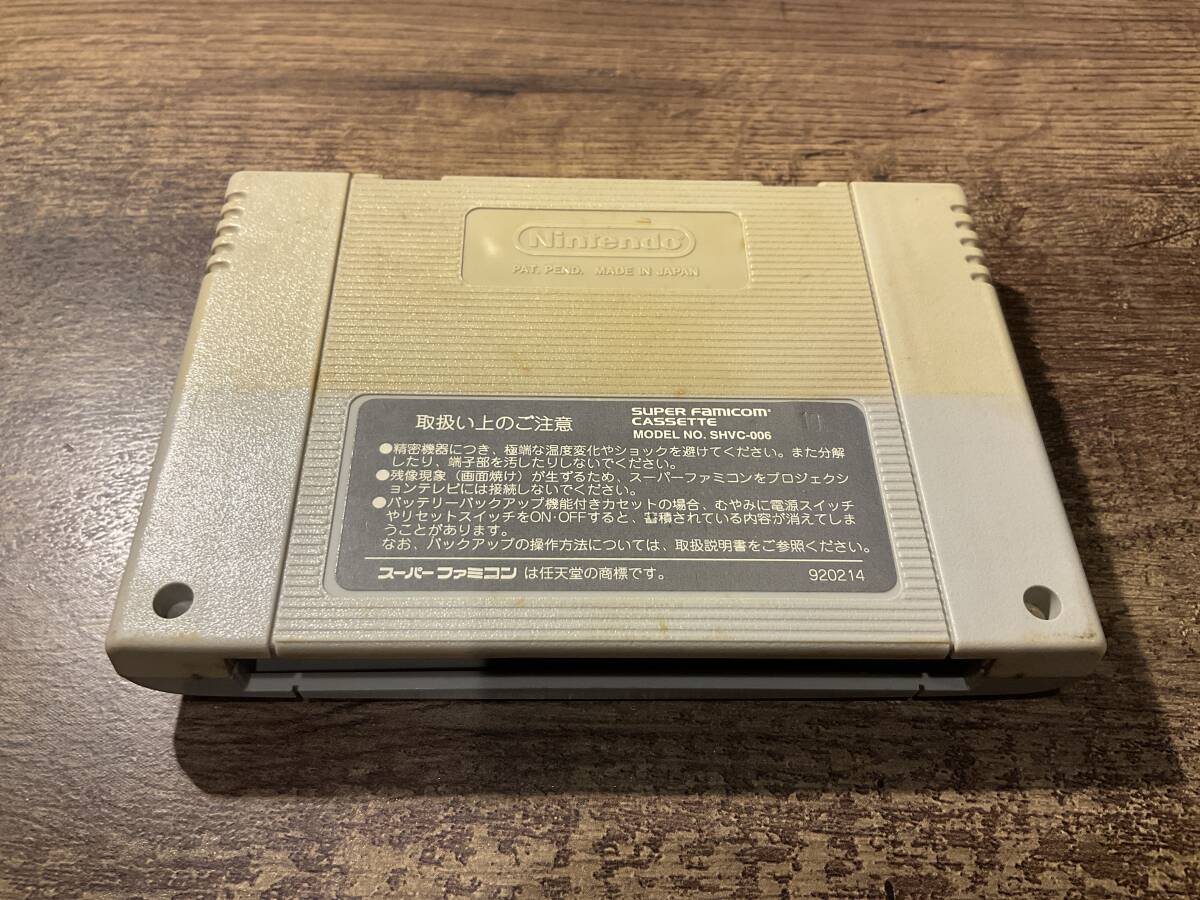 Nintendo
PAT. PEND. MADE IN JAPAN
取扱い上のご注意
SUPER FAMICOM
CASSETTE
MODEL NO. SHVC-006
●精密機器につき、極端な温度変化やショックを避けてください。また分解
したり、端子部を汚したりしないでください。
●残像現象（画面焼け）が生ずるため、スーパーファミコンをプロジェクシ
ョンテレビには接続しないでください。
●バッテリーバックアップ機能付きカセットの場合、むやみに電源スイッチ
やリセットスイッチをON・OFFすると、蓄積されている内容が消えてしま
うことがあります。
なお、バックアップの操作方法については、取扱説明書をご参照ください。
スーパーファミコン は任天堂の商標です。
920214